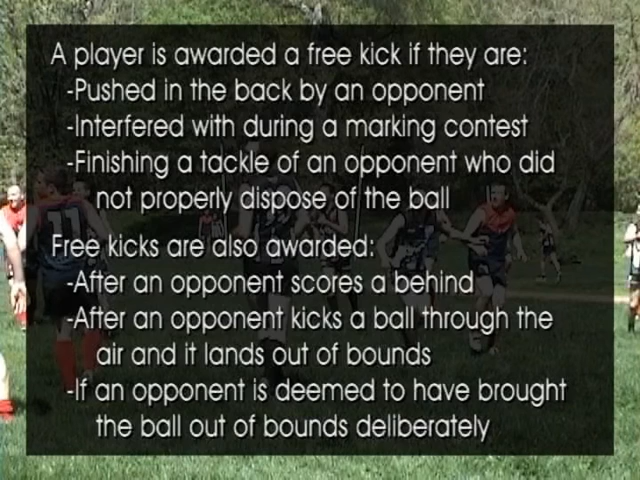 A player is awarded a free kick if they are:
-Pushed in the back by an opponent
-Interfered with during a marking contest
-Finishing a tackle of an opponent who did
not properly dispose of the ball
Free kicks are also awarded:
-After an opponent scores a behind
-After an opponent kicks a ball through the
air and it lands out of bounds
-If an opponent is deemed to have brought
the ball out of bounds deliberately
11